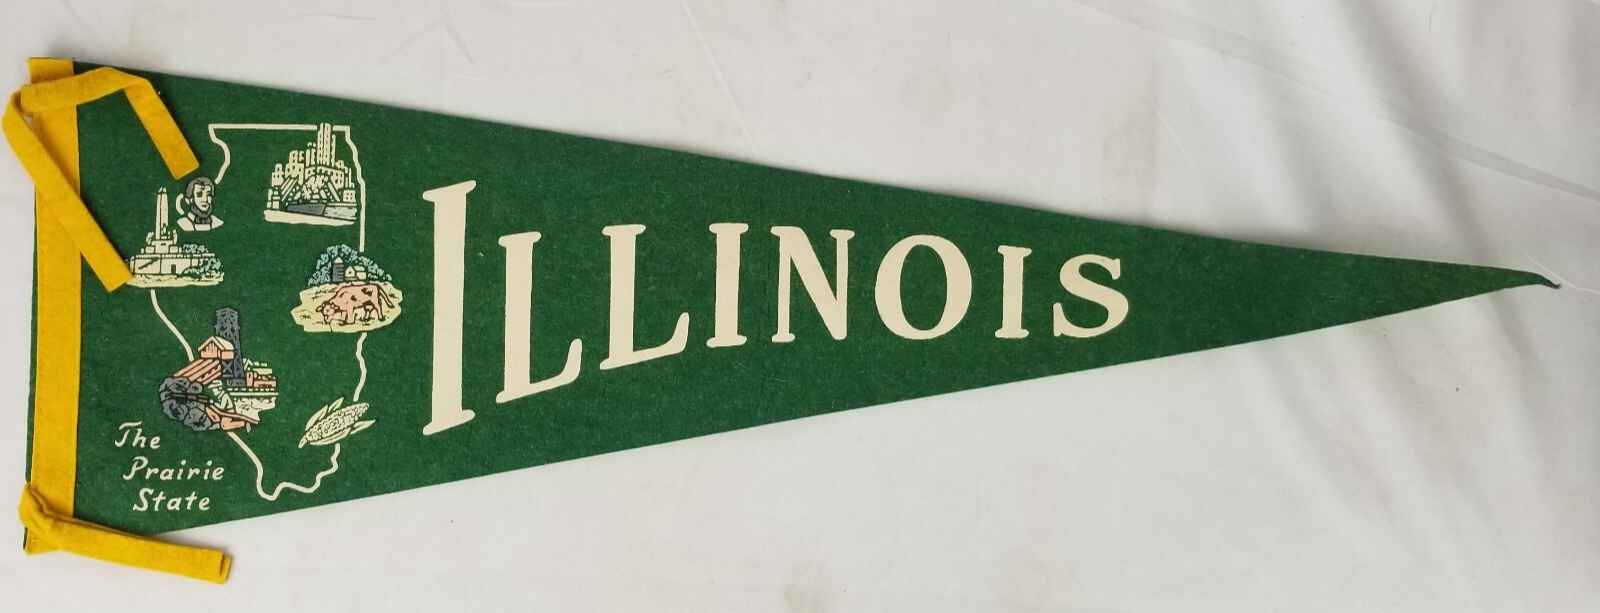 ILLINOIS
The
Prairie
State